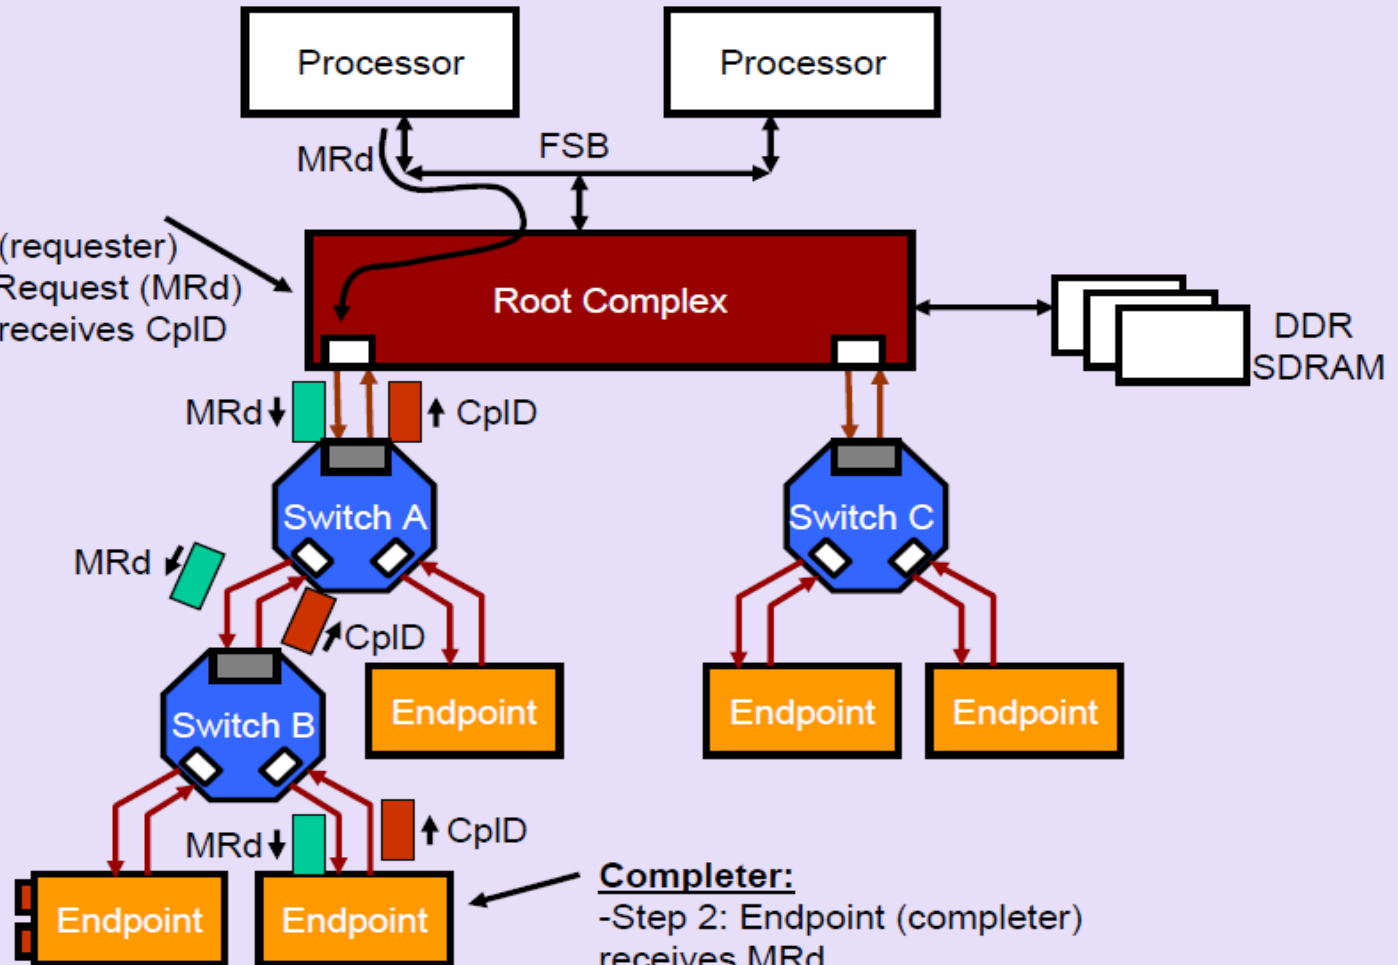 Processor
Processor
MRd
FSB
(requester)
Request (MRd)
receives CplD
Root Complex
DDR
SDRAM
MRd
CplD
Switch A
Switch C
MRd
CplD
Endpoint
Endpoint
Endpoint
Switch B
MRd
CplD
Endpoint
Endpoint
Completer:
-Step 2: Endpoint (completer)
receives MRd